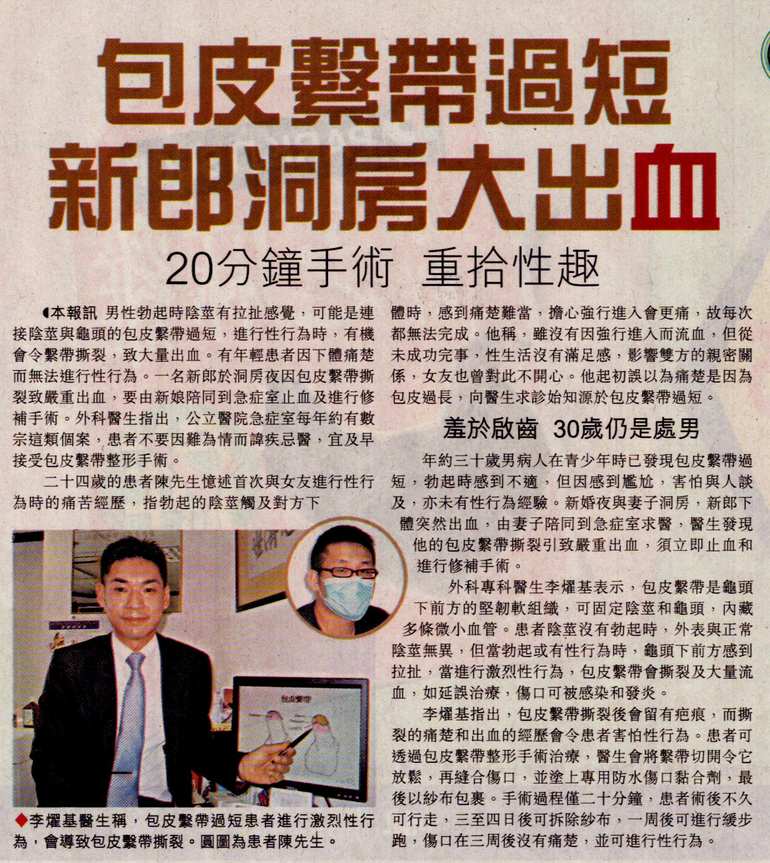 包皮繫帶過短
新郎洞房大出血
20分鐘手術 重拾性趣
◖本報訊 男性勃起時陰莖有拉扯感覺，可能是連
接陰莖與龜頭的包皮繫帶過短，進行性行為時，有機
會令繫帶撕裂，致大量出血。有年輕患者因下體痛楚
而無法進行性行為。一名新郎於洞房夜因包皮繫帶撕
裂致嚴重出血，要由新娘陪同到急症室止血及進行修
補手術。外科醫生指出，公立醫院急症室每年約有數
宗這類個案，患者不要因難為情而諱疾忌醫，宜及早
接受包皮繫帶整形手術。
二十四歲的患者陳先生憶述首次與女友進行性行
為時的痛苦經歷，指勃起的陰莖觸及對方下
體時，感到痛楚難當，擔心強行進入會更痛，故每次
都無法完成。他稱，雖沒有因強行進入而流血，但從
未成功完事，性生活沒有滿足感，影響雙方的親密關
係，女友也曾對此不開心。他起初誤以為痛楚是因為
包皮過長，向醫生求診始知源於包皮繫帶過短。
羞於啟齒 30歲仍是處男
年約三十歲男病人在青少年時已發現包皮繫帶過
短，勃起時感到不適，但因感到尷尬，害怕與人談
及，亦未有性行為經驗。新婚夜與妻子洞房，新郎下
體突然出血，由妻子陪同到急症室求醫，醫生發現
他的包皮繫帶撕裂引致嚴重出血，須立即止血和
進行修補手術。
外科專科醫生李燿基表示，包皮繫帶是龜頭
下前方的堅韌軟組織，可固定陰莖和龜頭，內藏
多條微小血管。患者陰莖沒有勃起時，外表與正常
陰莖無異，但當勃起或有性行為時，龜頭下前方感到
拉扯，當進行激烈性行為，包皮繫帶會撕裂及大量流
血，如延誤治療，傷口可被感染和發炎。
李燿基指出，包皮繫帶撕裂後會留有疤痕，而撕
裂的痛楚和出血的經歷會令患者害怕性行為。患者可
透過包皮繫帶整形手術治療，醫生會將繫帶切開令它
放鬆，再縫合傷口，並塗上專用防水傷口黏合劑，最
後以紗布包裹。手術過程僅二十分鐘，患者術後不久
可行走，三至四日後可拆除紗布，一周後可進行緩步
跑，傷口在三周後沒有痛楚，並可進行性行為。
包皮繫帶
◆李燿基醫生稱，包皮繫帶過短患者進行激烈性行
為，會導致包皮繫帶撕裂。圓圖為患者陳先生。